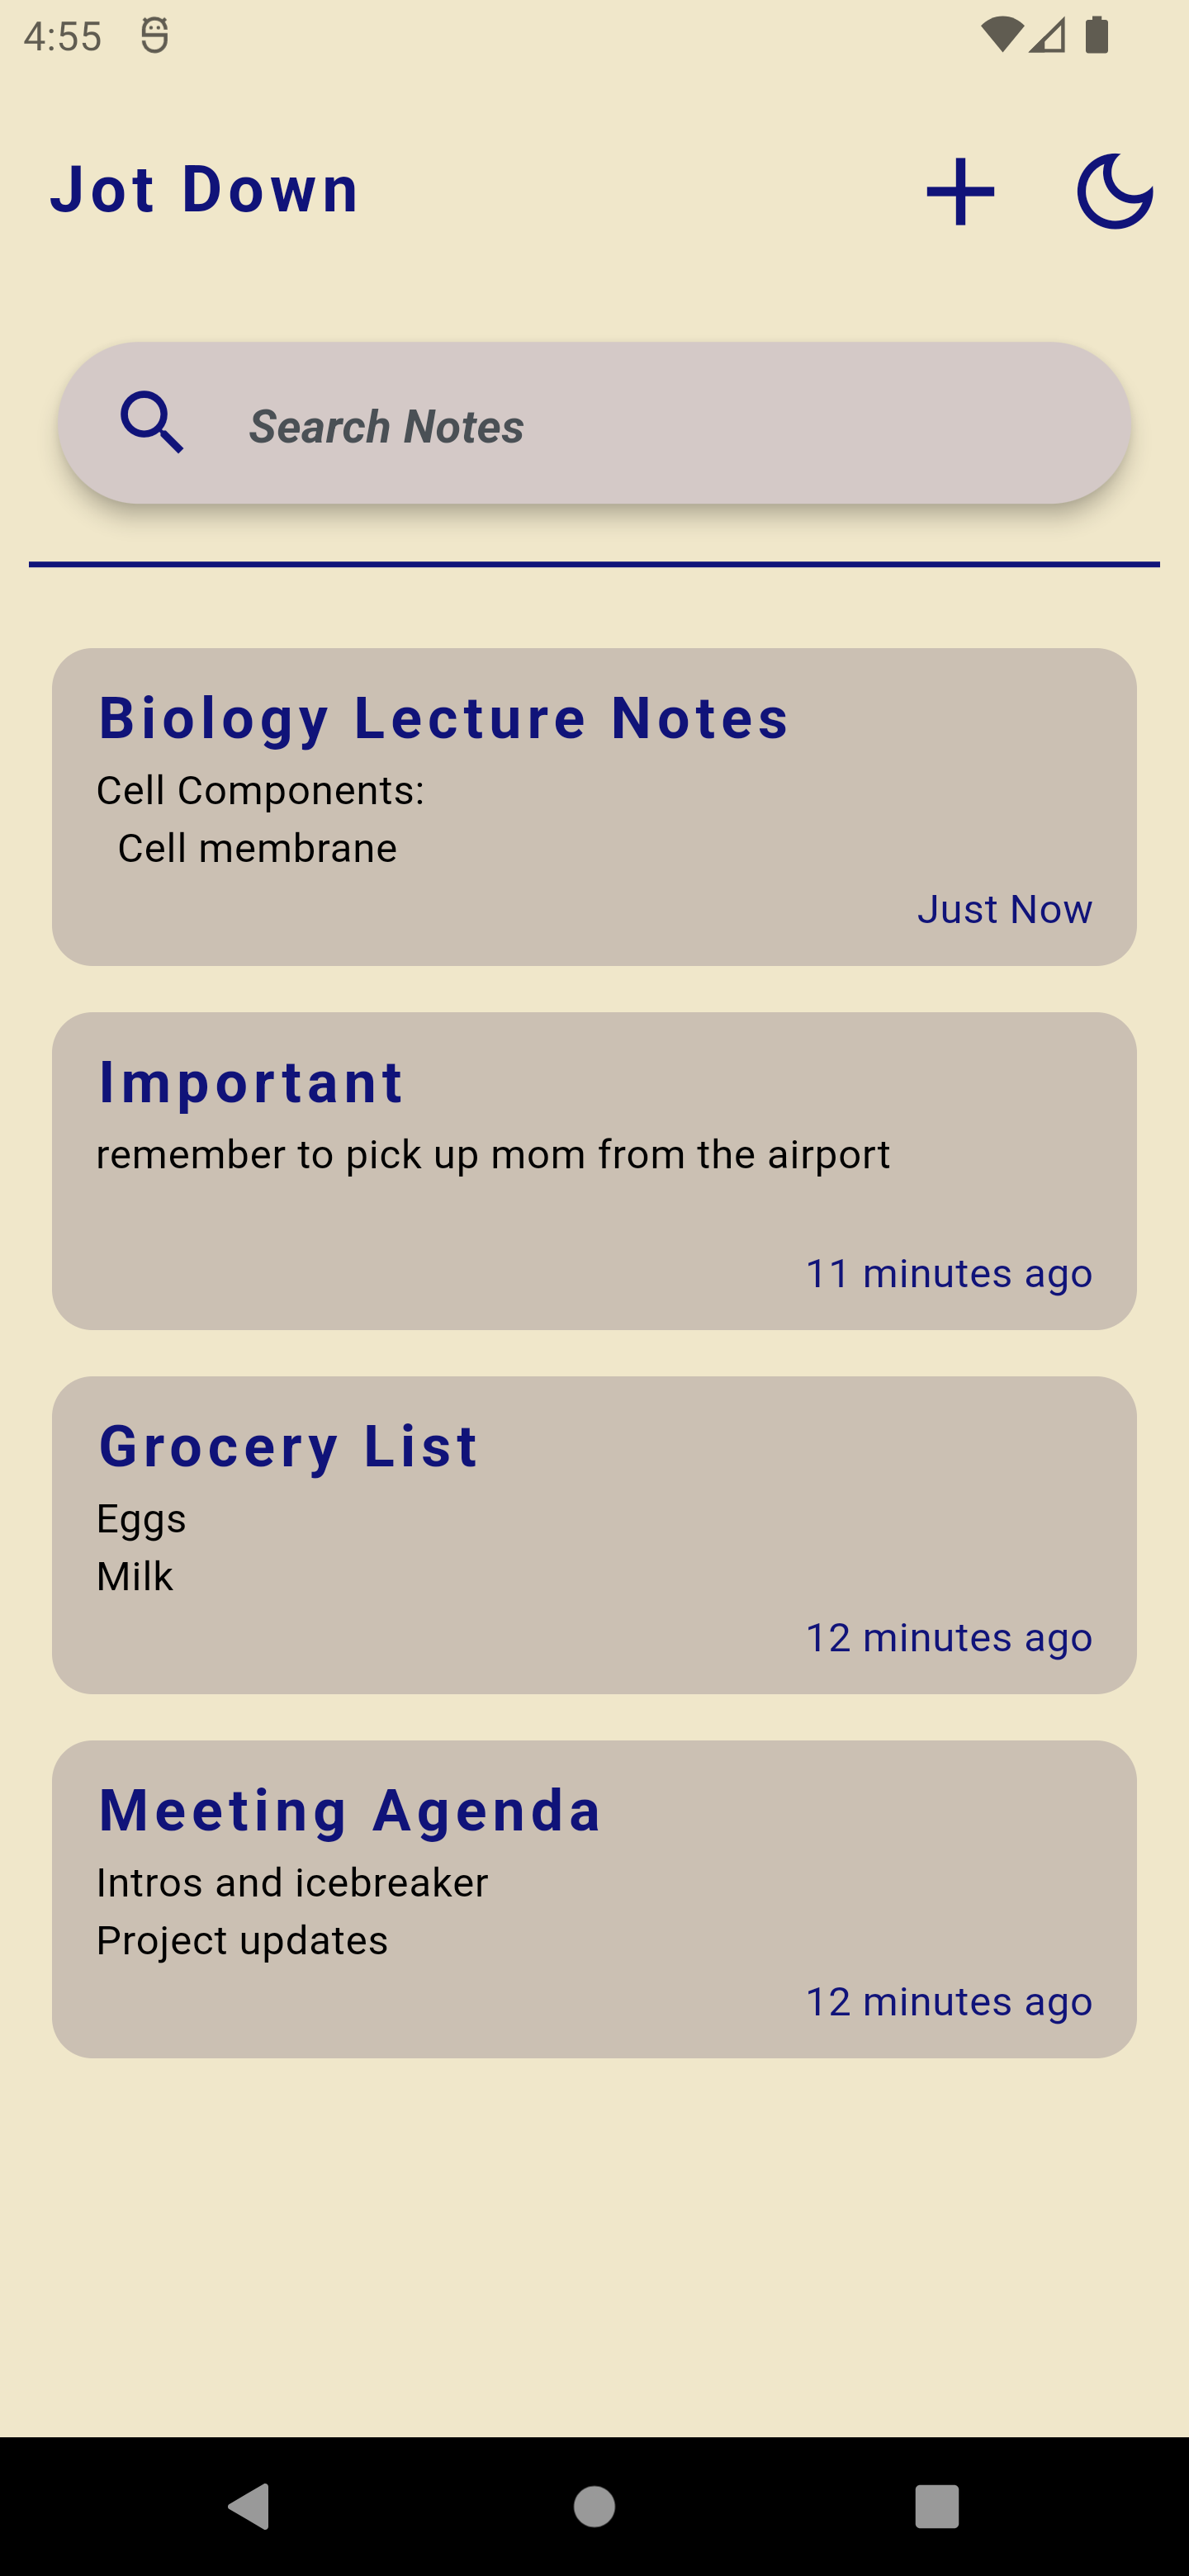 4:55
Jot Down
Search Notes
Biology Lecture Notes
Cell Components:
Cell membrane
Just Now
Important
remember to pick up mom from the airport
11 minutes ago
Grocery List
Eggs
Milk
12 minutes ago
Meeting Agenda
Intros and icebreaker
Project updates
12 minutes ago